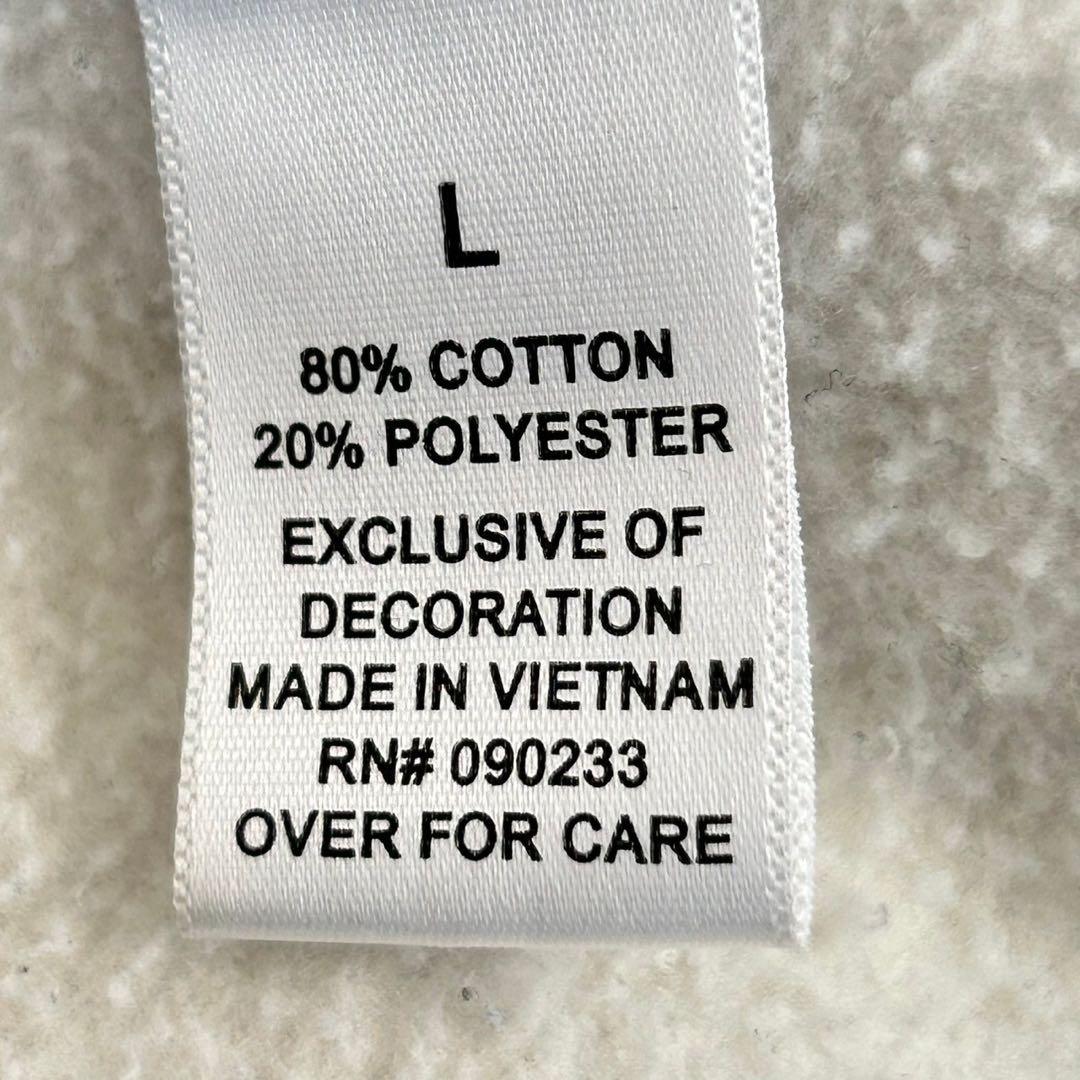 L
80% COTTON
20% POLYESTER
EXCLUSIVE OF
DECORATION
MADE IN VIETNAM
RN# 090233
OVER FOR CARE